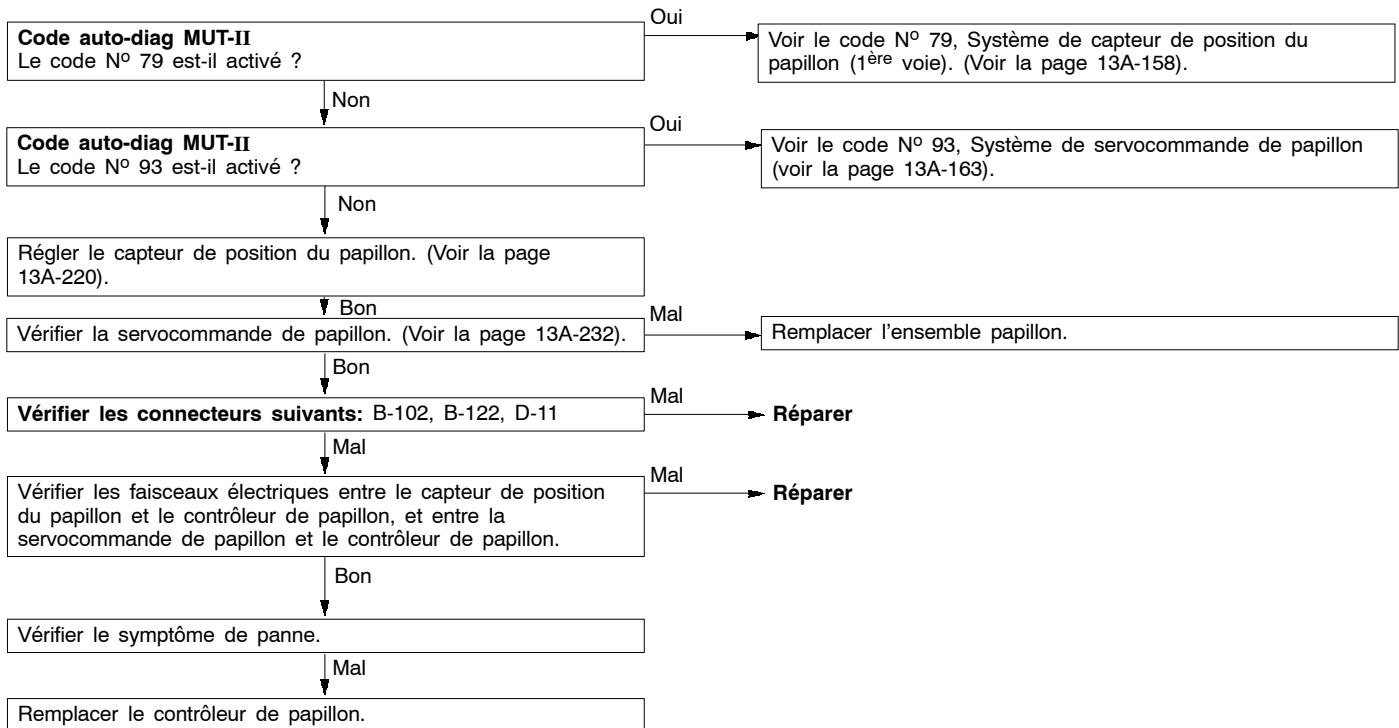 Oui
Code auto-diag MUT-II
Le code Nº 79 est-il activé ?
Voir le code Nº 79, Système de capteur de position du
papillon (1ère voie). (Voir la page 13A-158).
Non
Oui
Code auto-diag MUT-II
Le code Nº 93 est-il activé ?
Voir le code Nº 93, Système de servocommande de papillon
(voir la page 13A-163).
Non
Régler le capteur de position du papillon. (Voir la page
13A-220).
Bon
Mal
Vérifier la servocommande de papillon. (Voir la page 13A-232).
Remplacer l'ensemble papillon.
Bon
Mal
Vérifier les connecteurs suivants: B-102, B-122, D-11
Réparer
Mal
Mal
Vérifier les faisceaux électriques entre le capteur de position
du papillon et le contrôleur de papillon, et entre la
servocommande de papillon et le contrôleur de papillon.
Réparer
Bon
Vérifier le symptôme de panne.
Mal
Remplacer le contrôleur de papillon.